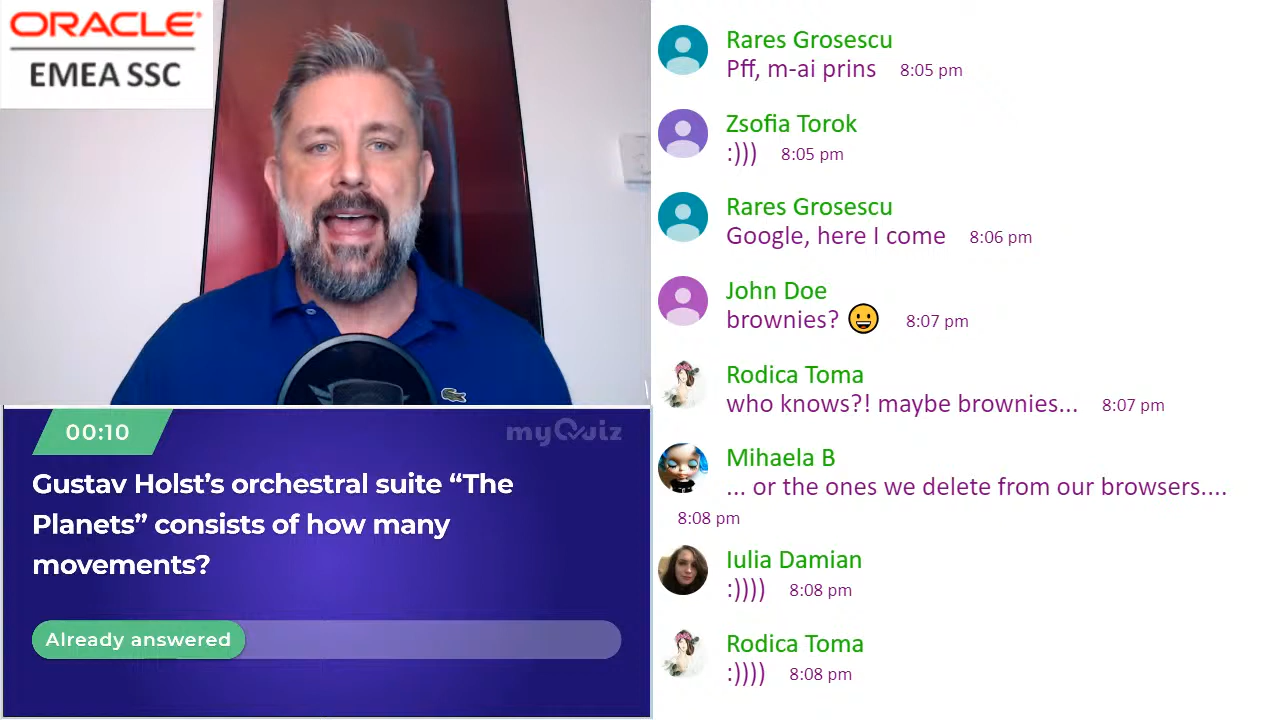 ORACLE®
EMEA SSC
00:10
myQuiz
Gustav Holst’s orchestral suite “The
Planets” consists of how many
movements?
Already answered
Rares Grosescu
Pff, m-ai prins 8:05 pm
Zsofia Torok
:))) 8:05 pm
Rares Grosescu
Google, here I come 8:06 pm
John Doe
brownies? 😀 8:07 pm
Rodica Toma
who knows?! maybe brownies... 8:07 pm
Mihaela B
... or the ones we delete from our browsers....
8:08 pm
Iulia Damian
:)))) 8:08 pm
Rodica Toma
:)))) 8:08 pm